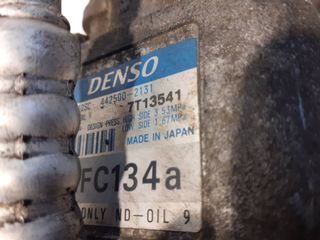 DENSO
442500-2131
7T13541
DESIGN PRESS HIGH SIDE 3.53MPa
LOW SIDE 1.67MPa
MADE IN JAPAN
FC134a
ONLY ND-OIL 9